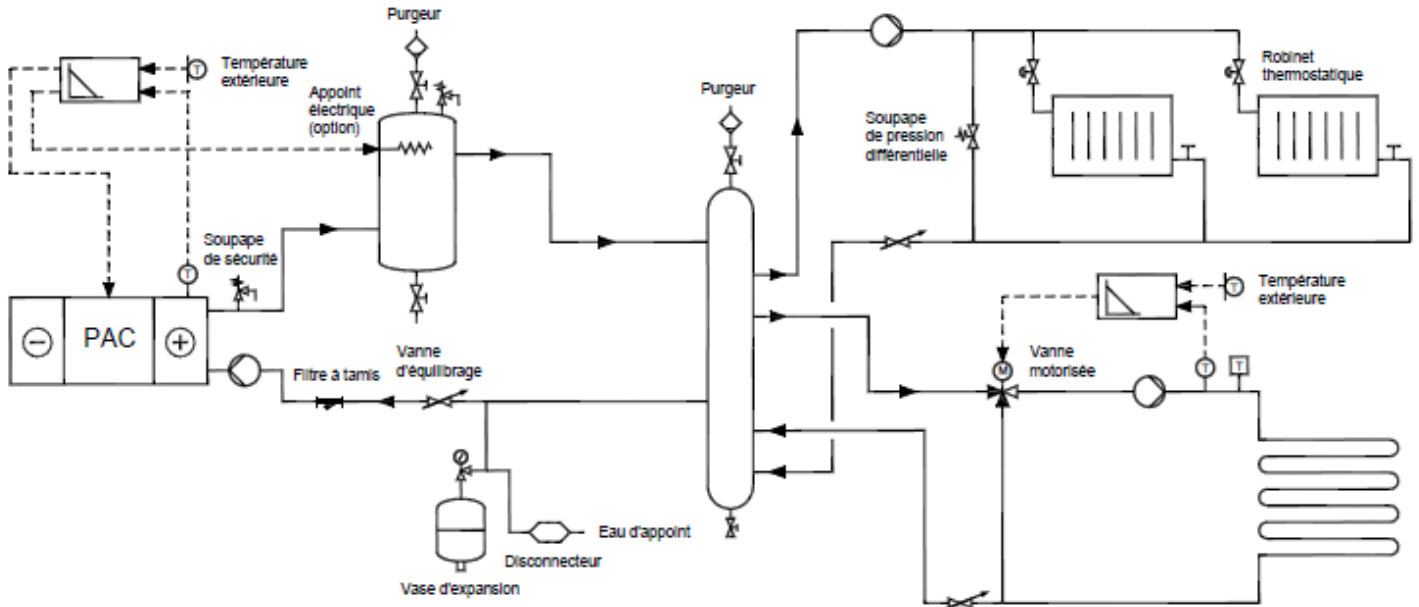 Purgeur
Température
extérieure
T
Appoint
électrique
(option)
Purgeur
Robinet
thermostatique
Soupape
de pression
différentielle
Soupape
de sécurité
T
PAC
Température
extérieure
T
Vanne
motorisée
M
T
T
Filtre à tamis
Vanne
d'équilibrage
Eau d'appoint
Disconnecteur
Vase d'expansion